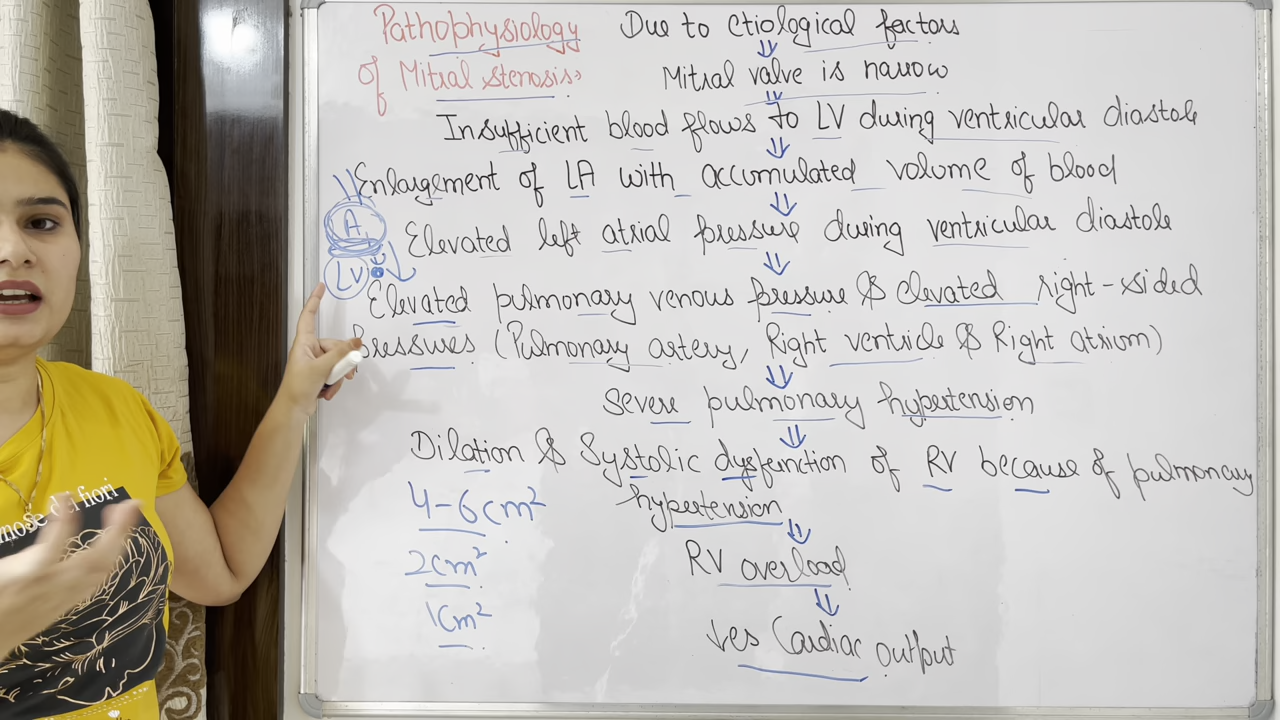 Pathophysiology
of Mitral stenosis
Due to etiological factors
⇓
Mitral valve is narrow
⇓
Insufficient blood flows to LV during ventricular diastole
⇓
Enlargement of LA with accumulated volume of blood
⇓
Elevated left atrial pressure during ventricular diastole
⇓
Elevated pulmonary venous pressure & elevated right-sided
pressures (Pulmonary artery, Right ventricle & Right atriom)
⇓
Severe pulmonary hypertension
⇓
Dilation & Systolic dysfunction of RV because of pulmonary
hypertension
⇓
RV overload
⇓
↓es Cardiac output
A
LV
4-6cm²
2cm²
1cm²
fiori